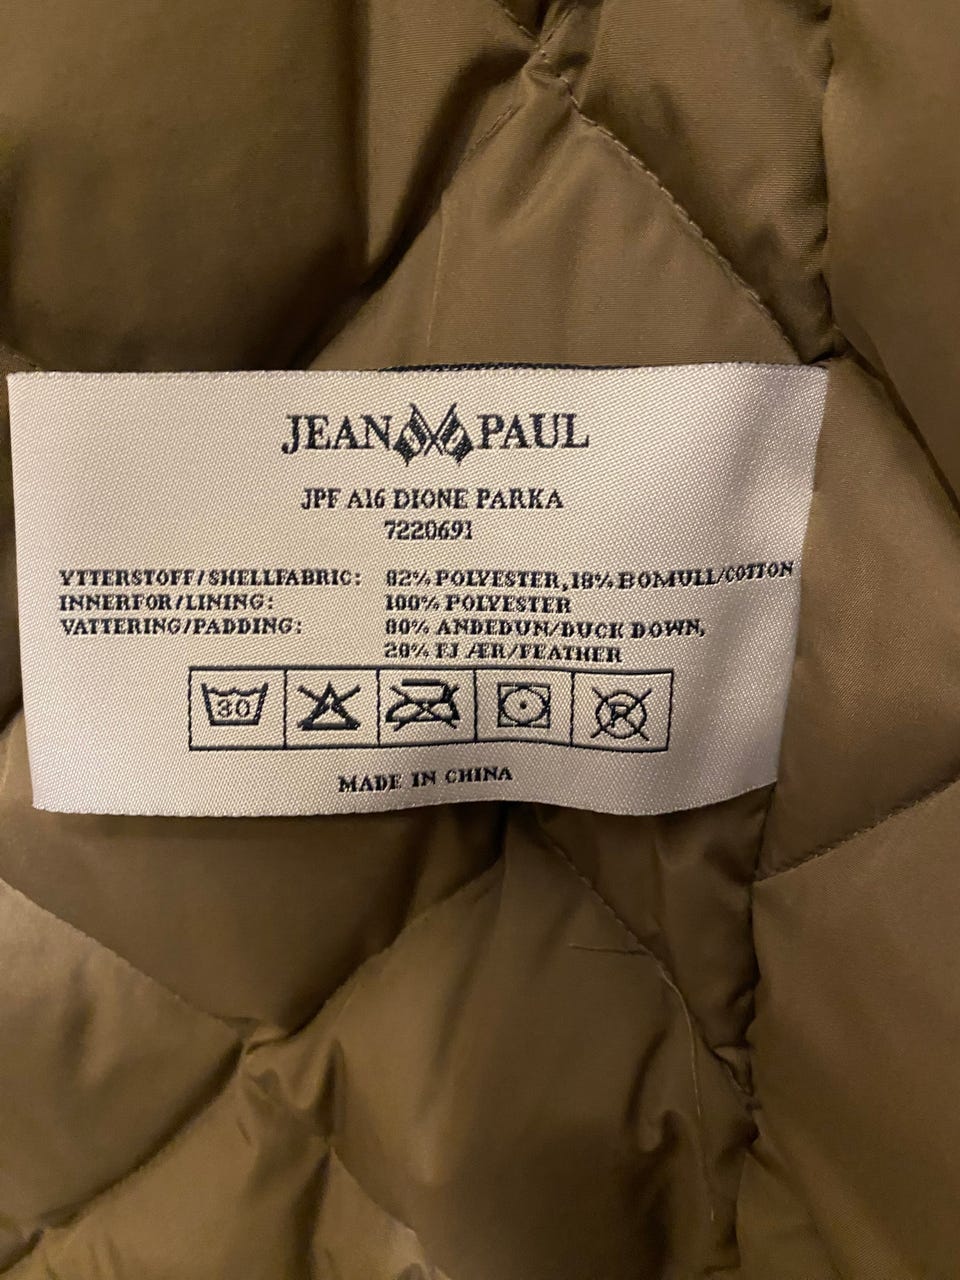 JEAN PAUL
JPF A16 DIONE PARKA
7220691
YTTERSTOFF/SHELLFABRIC: 82% POLYESTER, 18% BOMULL/COTTON
INNERFOR/LINING: 100% POLYESTER
VATTERING/PADDING: 80% ANDEDUN/DUCK DOWN,
20% FJÆR/FEATHER
30 A P
MADE IN CHINA